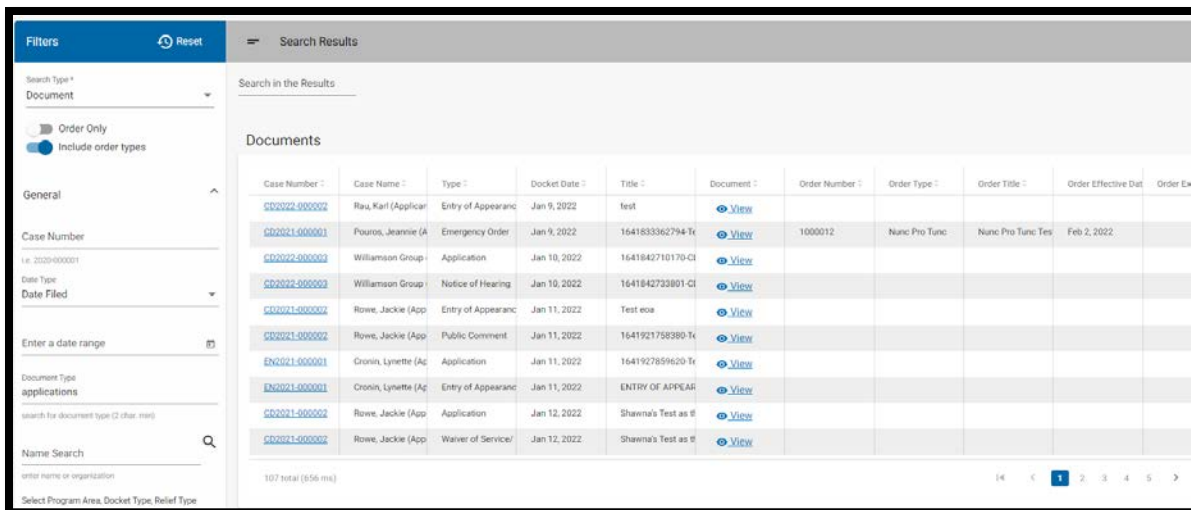 Filters
Reset
Search Type *
Document
Order Only
Include order types
General
Case Number
i.e. 2020-000001
Date Type
Date Filed
Enter a date range
Document Type
applications
search for document type (2 char. min)
Name Search
enter name or organization
Select Program Area, Docket Type, Relief Type
Search Results
Search in the Results
Documents
Case Number Case Name Type Docket Date Title Document Order Number Order Type Order Title Order Effective Dat Order Ex
CD2022-000002 Rau, Karl (Applicar Entry of Appearanc Jan 9, 2022 test View
CD2021-000001 Pouros, Jeannie (A Emergency Order Jan 9, 2022 1641833362794-Te View 1000012 Nunc Pro Tunc Nunc Pro Tunc Tes Feb 2, 2022
CD2022-000003 Williamson Group Application Jan 10, 2022 1641842710170-Cl View
CD2022-000003 Williamson Group Notice of Hearing Jan 10, 2022 1641842733801-Cl View
CD2021-000002 Rowe, Jackie (App Entry of Appearanc Jan 11, 2022 Test eoa View
CD2021-000002 Rowe, Jackie (App Public Comment Jan 11, 2022 1641921758380-Te View
EN2021-000001 Cronin, Lynette (Ap Application Jan 11, 2022 1641927859620-Te View
EN2021-000001 Cronin, Lynette (Ap Entry of Appearanc Jan 11, 2022 ENTRY OF APPEAR View
CD2021-000002 Rowe, Jackie (App Application Jan 12, 2022 Shawna's Test as th View
CD2021-000002 Rowe, Jackie (App Waiver of Service/ Jan 12, 2022 Shawna's Test as th View
107 total (656 ms)
1 2 3 4 5